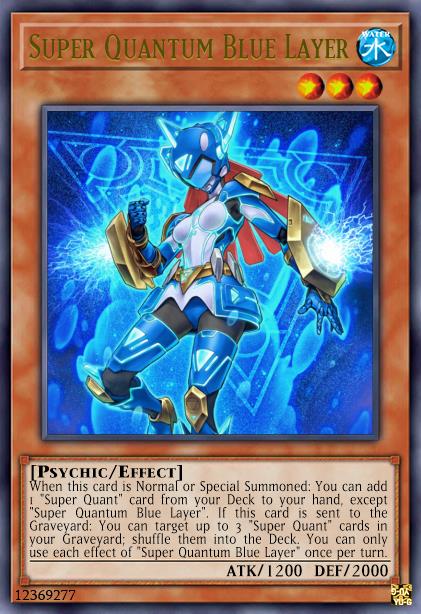 Super Quantum Blue Layer
WATER
水
[Psychic/Effect]
When this card is Normal or Special Summoned: You can add
1 "Super Quant" card from your Deck to your hand, except
"Super Quantum Blue Layer". If this card is sent to the
Graveyard: You can target up to 3 "Super Quant" cards in
your Graveyard; shuffle them into the Deck. You can only
use each effect of "Super Quantum Blue Layer" once per turn.
ATK/1200 DEF/2000
12369277